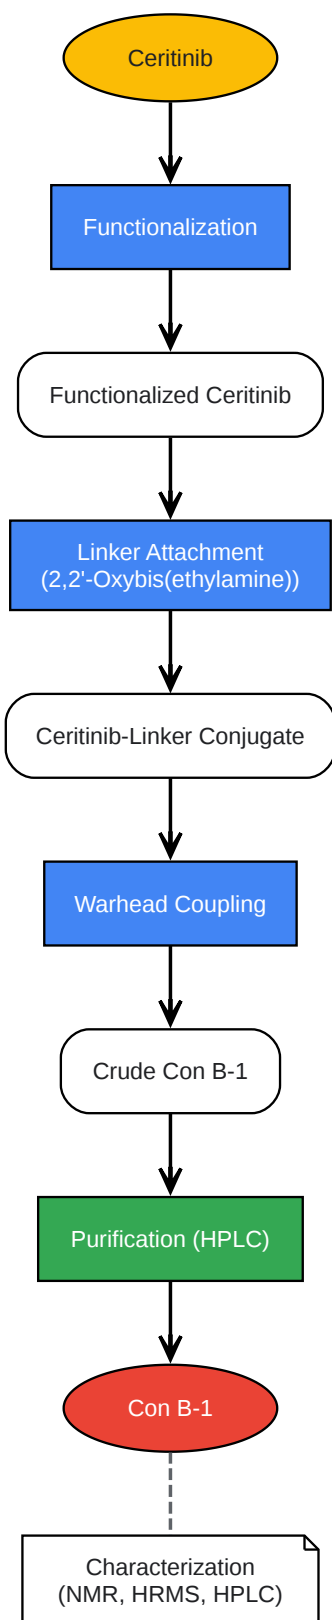 Ceritinib
Functionalization
Functionalized Ceritinib
Linker Attachment
(2,2'-Oxybis(ethylamine))
Ceritinib-Linker Conjugate
Warhead Coupling
Crude Con B-1
Purification (HPLC)
Con B-1
Characterization
(NMR, HRMS, HPLC)